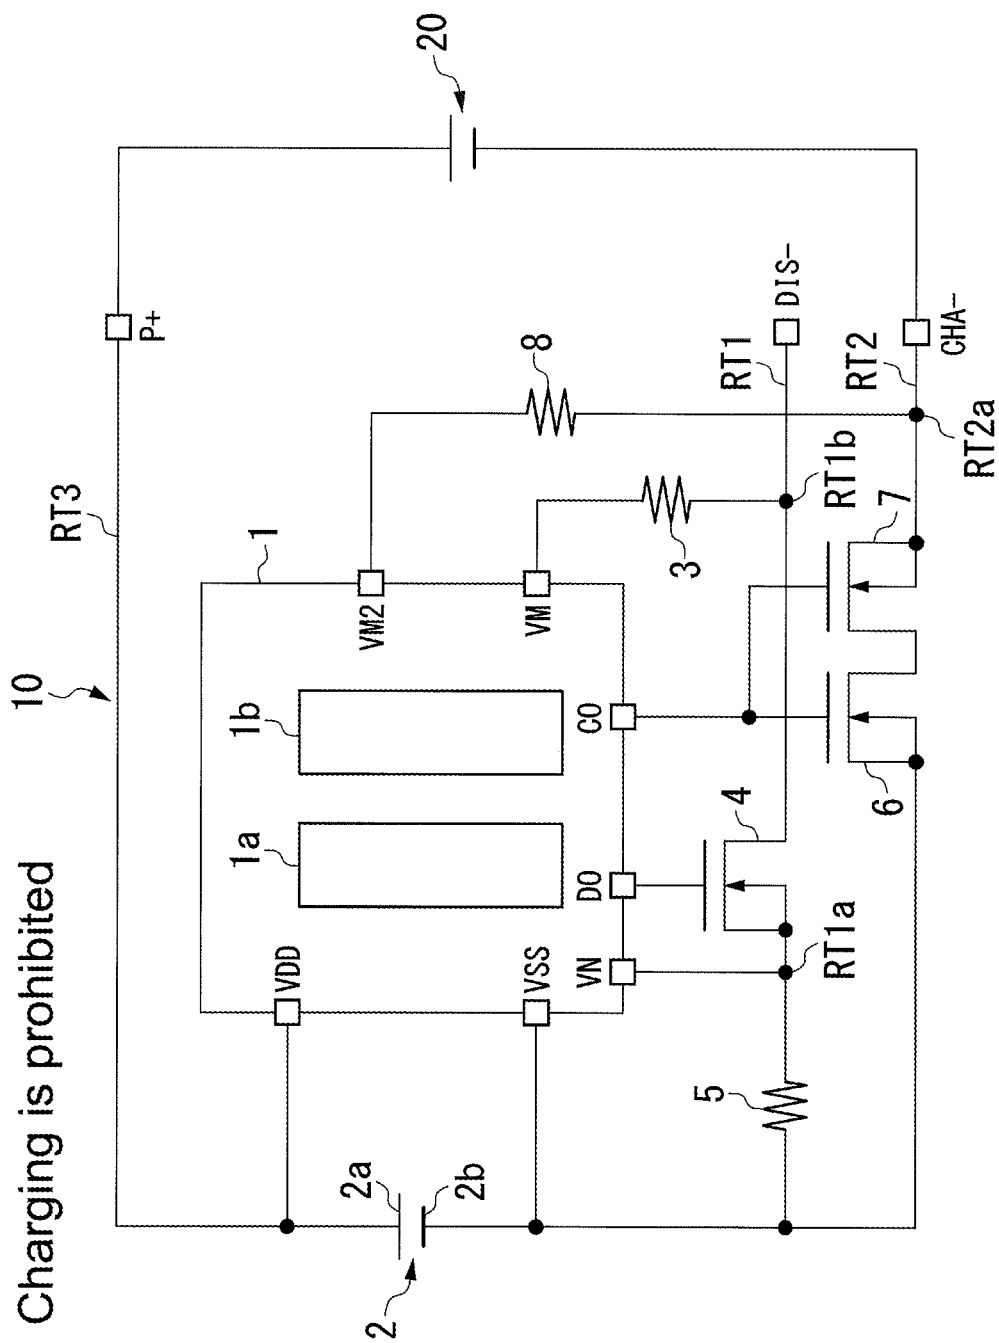 Charging is prohibited
10
RT3
P+
20
1
VDD
1a
1b
VM2
8
2a
2b
2
VSS
VM
VN
DO
CO
3
RT1
DIS-
5
4
RT1a
RT1b
RT2
6
7
RT2a
CHA-